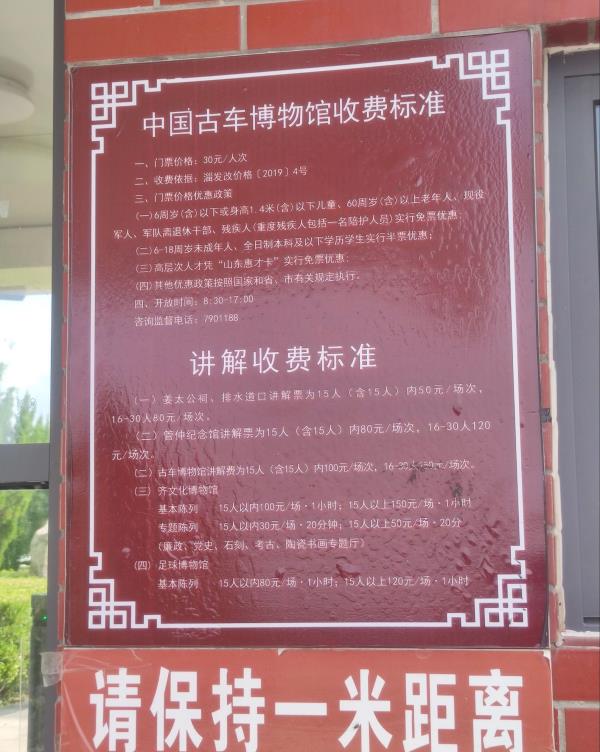 中国古车博物馆收费标准
一、门票价格：30元/人次
二、收费依据：淄发改价格〔2019〕4号
三、门票价格优惠政策
(一)6周岁(含)以下或身高1.4米(含)以下儿童、60周岁(含)以上老年人、现役
军人、军队离退休干部、残疾人(重度残疾人包括一名陪护人员)实行免票优惠；
(二)6-18周岁未成年人、全日制本科及以下学历学生实行半票优惠；
(三)高层次人才凭“山东惠才卡”实行免票优惠；
(四)其他优惠政策按照国家和省、市有关规定执行。
四、开放时间：8:30-17:00
咨询监督电话：7901188
讲解收费标准
（一）姜太公祠、排水道口讲解票为15人（含15人）内50元/场次，
16-30人80元/场次。
（二）管仲纪念馆讲解票为15人（含15人）内80元/场次，16-30人120
元/场次。
（二）古车博物馆讲解费为15人（含15人）内100元/场次，16-30人150元/场次。
（三）齐文化博物馆
基本陈列 15人以内100元/场·1小时；15人以上150元/场·1小时
专题陈列 15人以内30元/场·20分钟；15人以上50元/场·20分
（廉政、党史、石刻、考古、陶瓷书画专题厅）
（四）足球博物馆
基本陈列 15人以内80元/场·1小时；15人以上120元/场·1小时
请保持一米距离